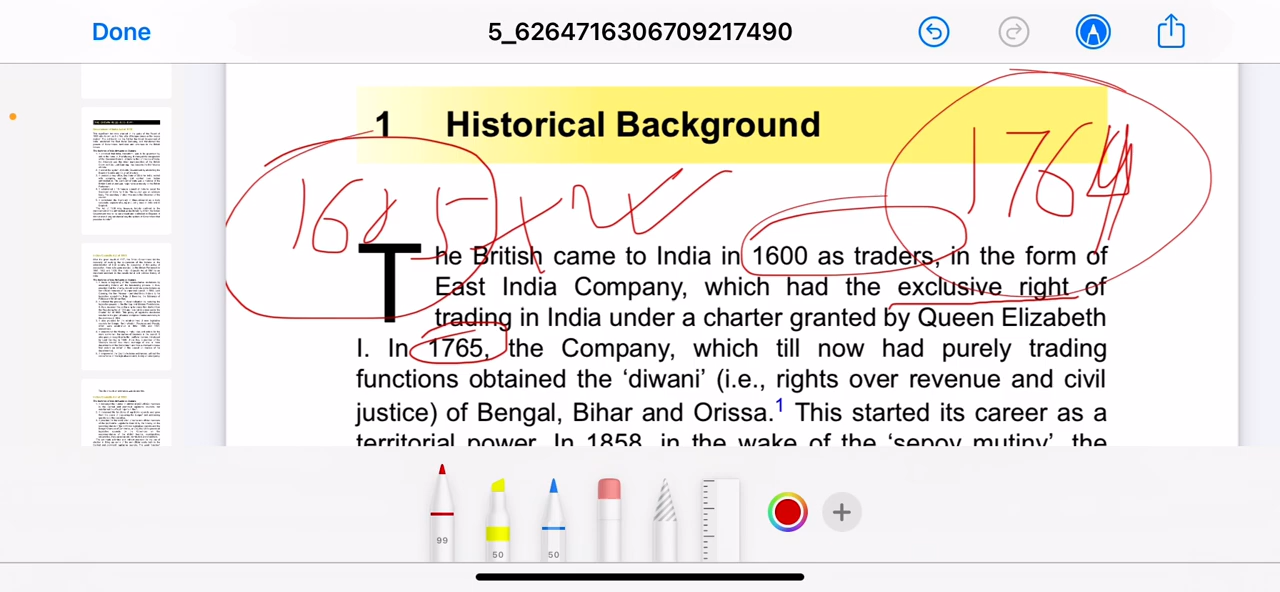 Done 5_6264716306709217490
1 Historical Background
1764
1685
The British came to India in 1600 as traders, in the form of
East India Company, which had the exclusive right of
trading in India under a charter granted by Queen Elizabeth
I. In 1765, the Company, which till now had purely trading
functions obtained the ‘diwani’ (i.e., rights over revenue and civil
justice) of Bengal, Bihar and Orissa.1 This started its career as a
territorial power. In 1858, in the wake of the ‘sepoy mutiny’, the
99 50 50